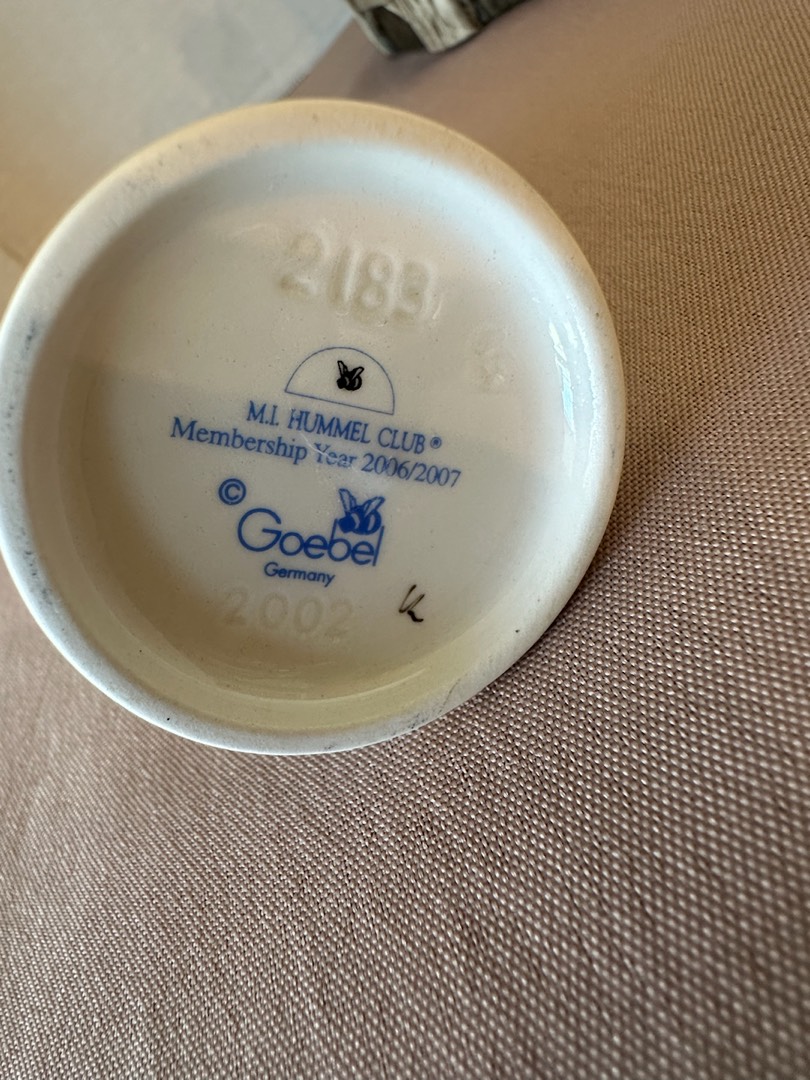 2183
M.I. HUMMEL CLUB®
Membership Year 2006/2007
© Goebel
Germany
2002